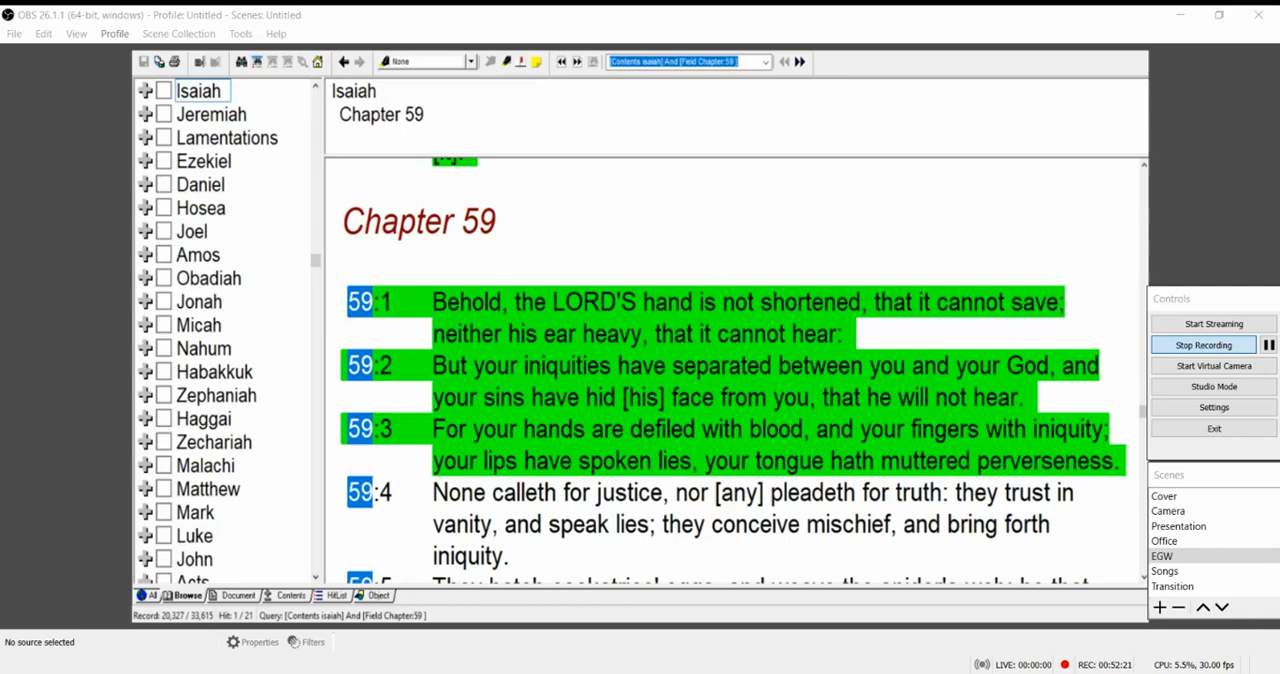 OBS 26.1.1 (64-bit, windows) - Profile: Untitled - Scenes: Untitled
File Edit View Profile Scene Collection Tools Help
None
[Contents isaiah] And [Field Chapter:59 ]
Isaiah
Jeremiah
Lamentations
Ezekiel
Daniel
Hosea
Joel
Amos
Obadiah
Jonah
Micah
Nahum
Habakkuk
Zephaniah
Haggai
Zechariah
Malachi
Matthew
Mark
Luke
John
Acts
Isaiah
Chapter 59
Chapter 59
59:1 Behold, the LORD'S hand is not shortened, that it cannot save;
neither his ear heavy, that it cannot hear:
59:2 But your iniquities have separated between you and your God, and
your sins have hid [his] face from you, that he will not hear.
59:3 For your hands are defiled with blood, and your fingers with iniquity;
your lips have spoken lies, your tongue hath muttered perverseness.
59:4 None calleth for justice, nor [any] pleadeth for truth: they trust in
vanity, and speak lies; they conceive mischief, and bring forth
iniquity.
All Browse Document Contents HitList Object
Record: 20,327 / 33,615 Hit: 1 / 21 Query: [Contents isaiah] And [Field Chapter:59 ]
Controls
Start Streaming
Stop Recording
Start Virtual Camera
Studio Mode
Settings
Exit
Scenes
Cover
Camera
Presentation
Office
EGW
Songs
Transition
No source selected
Properties Filters
LIVE: 00:00:00 REC: 00:52:21 CPU: 5.5%, 30.00 fps